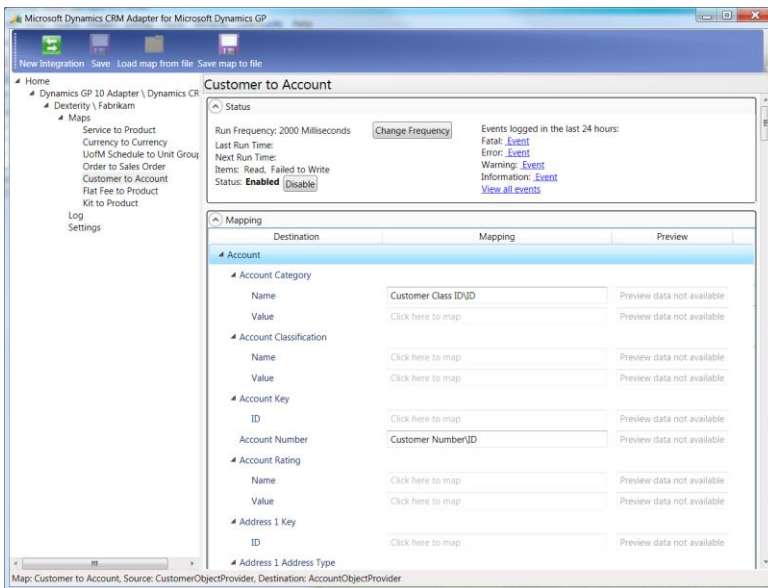 Microsoft Dynamics CRM Adapter for Microsoft Dynamics GP
New Integration Save Load map from file Save map to file
Home
Dynamics GP 10 Adapter \ Dynamics CR
Dexterity \ Fabrikam
Maps
Service to Product
Currency to Currency
UofM Schedule to Unit Group
Order to Sales Order
Customer to Account
Flat Fee to Product
Kit to Product
Log
Settings
Customer to Account
Status
Run Frequency: 2000 Milliseconds Change Frequency
Last Run Time:
Next Run Time:
Items: Read, Failed to Write
Status: Enabled Disable
Events logged in the last 24 hours:
Fatal: Event
Error: Event
Warning: Event
Information: Event
View all events
Mapping
Destination Mapping Preview
Account
Account Category
Name Customer Class ID\ID Preview data not available
Value Click here to map Preview data not available
Account Classification
Name Click here to map Preview data not available
Value Click here to map Preview data not available
Account Key
ID Click here to map Preview data not available
Account Number Customer Number\ID Preview data not available
Account Rating
Name Click here to map Preview data not available
Value Click here to map Preview data not available
Address 1 Key
ID Click here to map Preview data not available
Address 1 Address Type
Map: Customer to Account, Source: CustomerObjectProvider, Destination: AccountObjectProvider